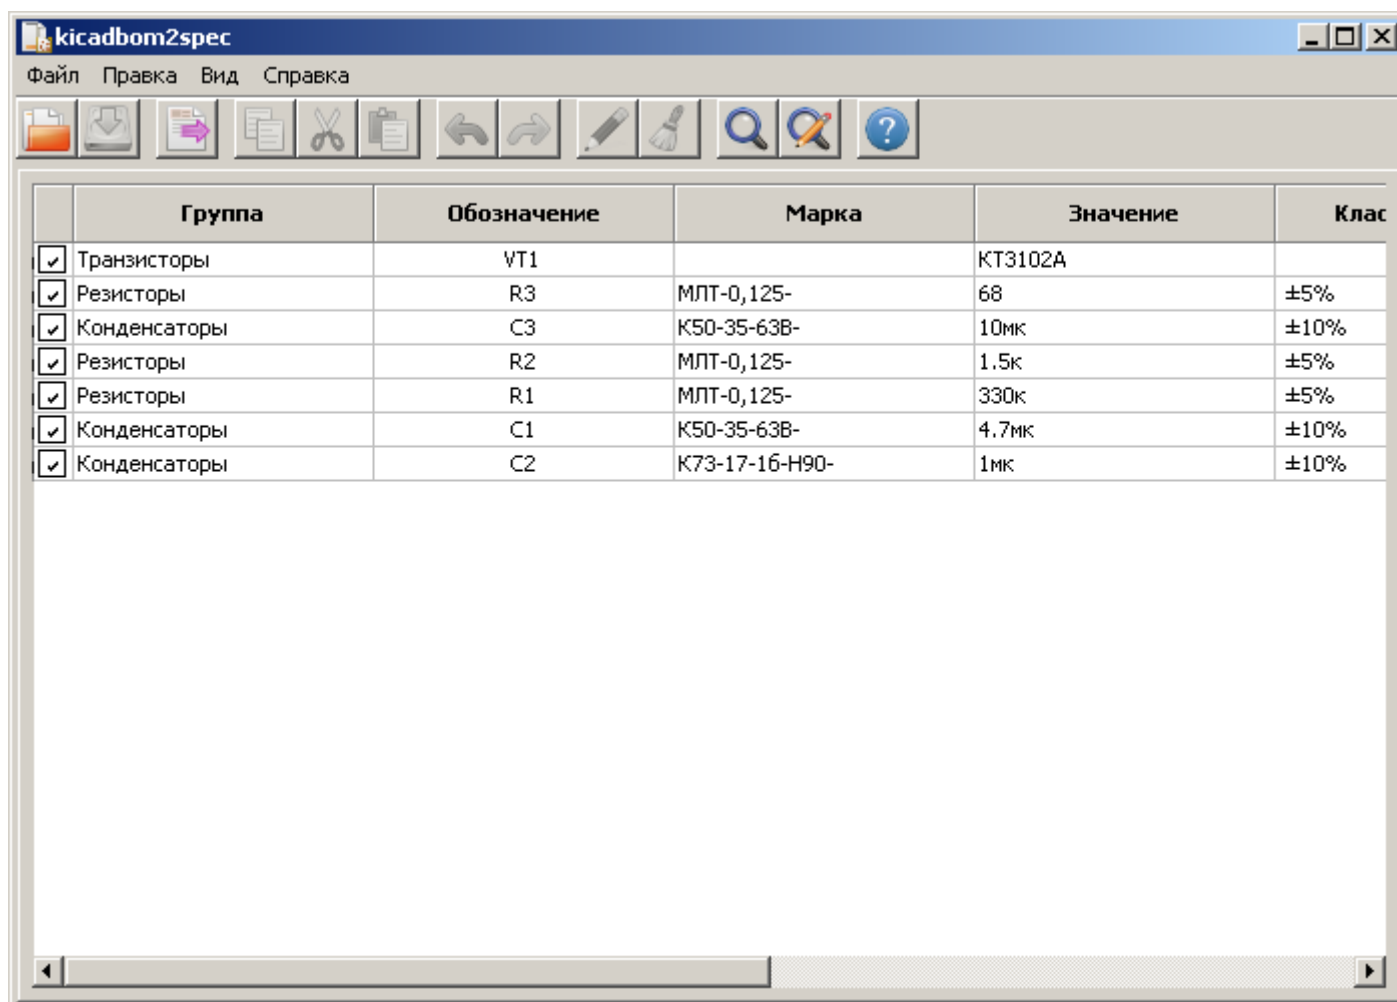 kicadbom2spec
Файл Правка Вид Справка
Группа Обозначение Марка Значение Клас
Транзисторы VT1 КТ3102А
Резисторы R3 МЛТ-0,125- 68 ±5%
Конденсаторы C3 К50-35-63В- 10мк ±10%
Резисторы R2 МЛТ-0,125- 1.5к ±5%
Резисторы R1 МЛТ-0,125- 330к ±5%
Конденсаторы C1 К50-35-63В- 4.7мк ±10%
Конденсаторы C2 К73-17-1б-Н90- 1мк ±10%